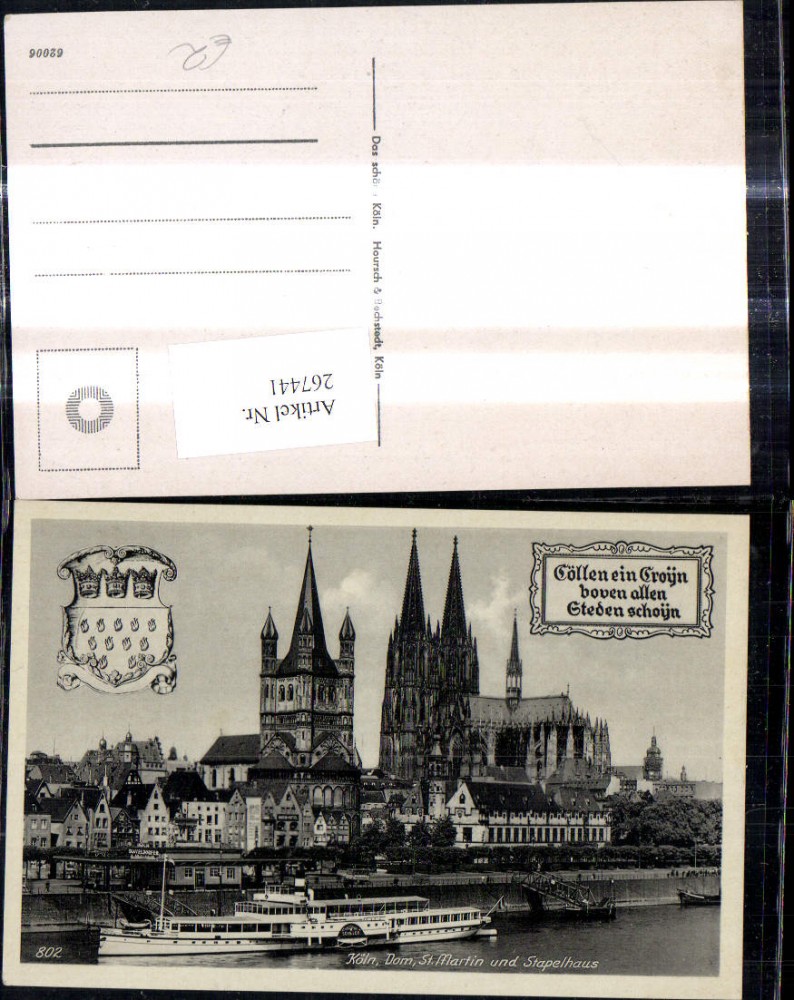 62006
Das schö Köln. Hoursch & Bechstedt, Köln
Artikel Nr.
267441
Cöllen ein Croÿn
boven allen
Steden schoÿn
802
Köln, Dom, St. Martin und Stapelhaus